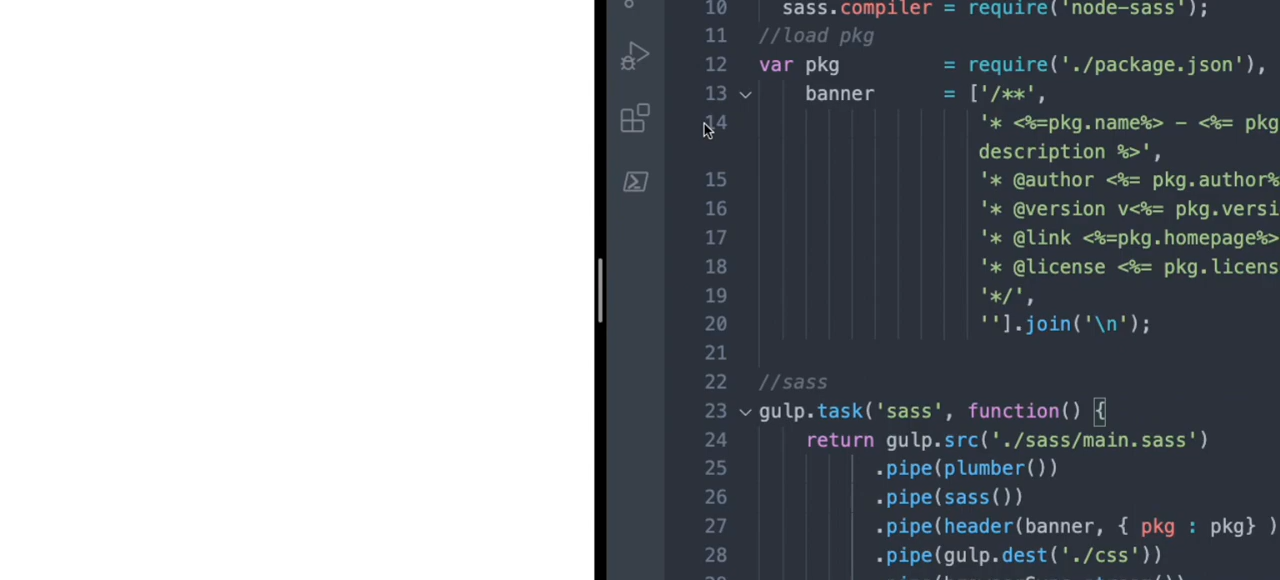 10 sass.compiler = require('node-sass');
11 //load pkg
12 var pkg = require('./package.json'),
13 banner = ['/**',
14 '* <%=pkg.name%> - <%= pkg
description %>',
15 '* @author <%= pkg.author%
16 '* @version v<%= pkg.versi
17 '* @link <%=pkg.homepage%>
18 '* @license <%= pkg.licens
19 '*/',
20 ''].join('\n');
21
22 //sass
23 gulp.task('sass', function() {
24 return gulp.src('./sass/main.sass')
25 .pipe(plumber())
26 .pipe(sass())
27 .pipe(header(banner, { pkg : pkg} )
28 .pipe(gulp.dest('./css'))